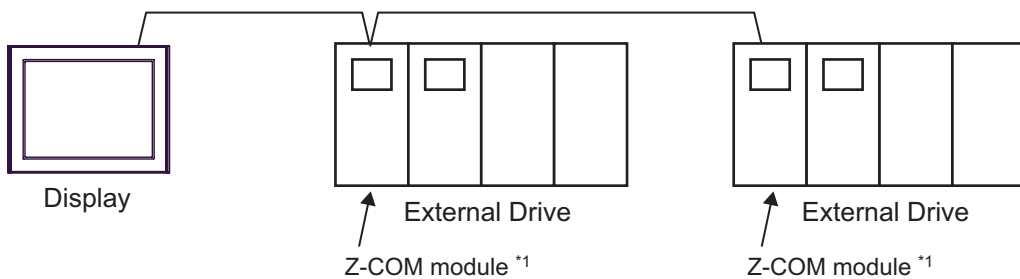 Display
External Drive
External Drive
Z-COM module *1
Z-COM module *1